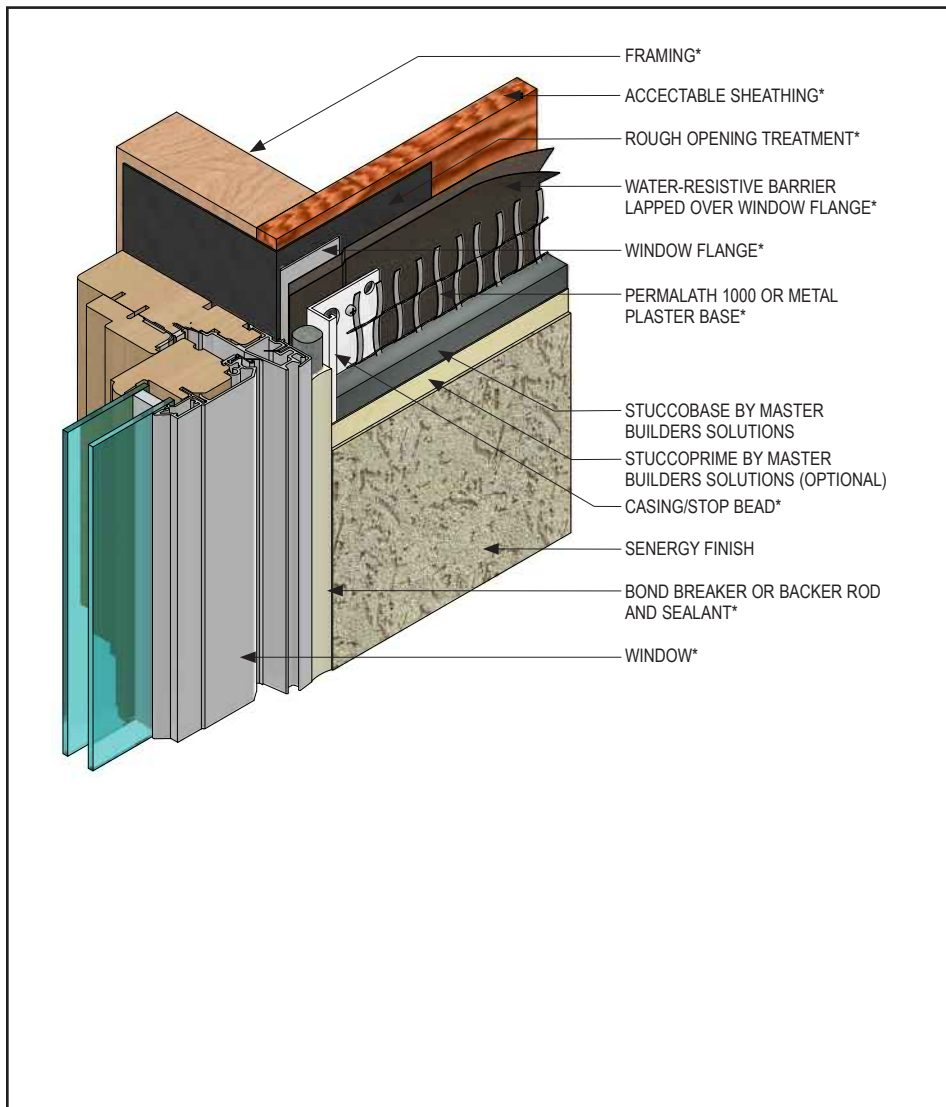 FRAMING*
ACCECTABLE SHEATHING*
ROUGH OPENING TREATMENT*
WATER-RESISTIVE BARRIER
LAPPED OVER WINDOW FLANGE*
WINDOW FLANGE*
PERMALATH 1000 OR METAL
PLASTER BASE*
STUCCOBASE BY MASTER
BUILDERS SOLUTIONS
STUCCOPRIME BY MASTER
BUILDERS SOLUTIONS (OPTIONAL)
CASING/STOP BEAD*
SENERGY FINISH
BOND BREAKER OR BACKER ROD
AND SEALANT*
WINDOW*